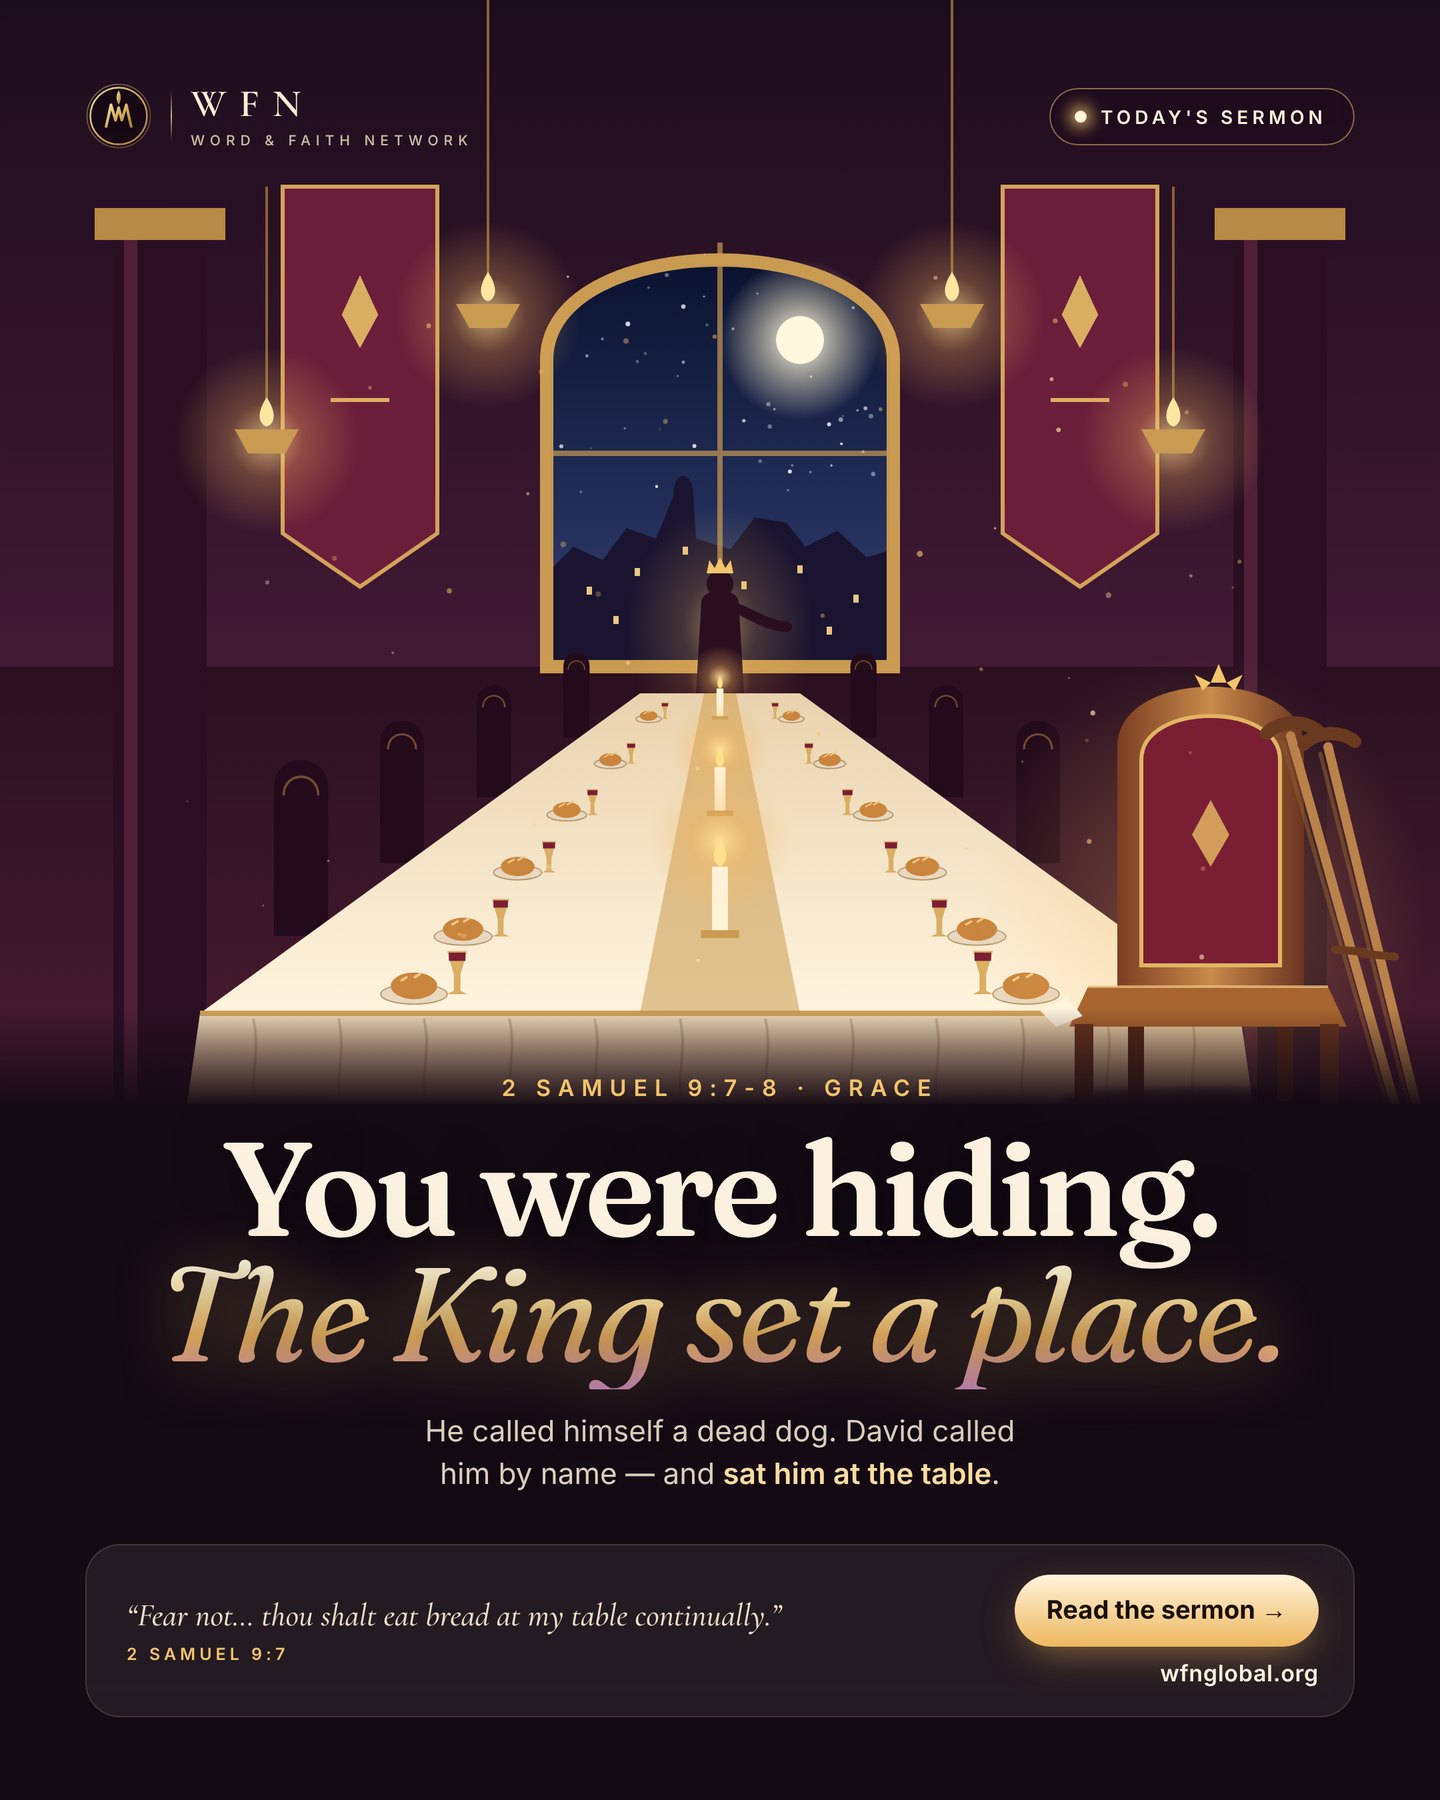 WFN
WORD & FAITH NETWORK
TODAY'S SERMON
2 SAMUEL 9:7-8 · GRACE
You were hiding.
The King set a place.
He called himself a dead dog. David called
him by name — and sat him at the table.
“Fear not... thou shalt eat bread at my table continually.”
2 SAMUEL 9:7
Read the sermon →
wfnglobal.org